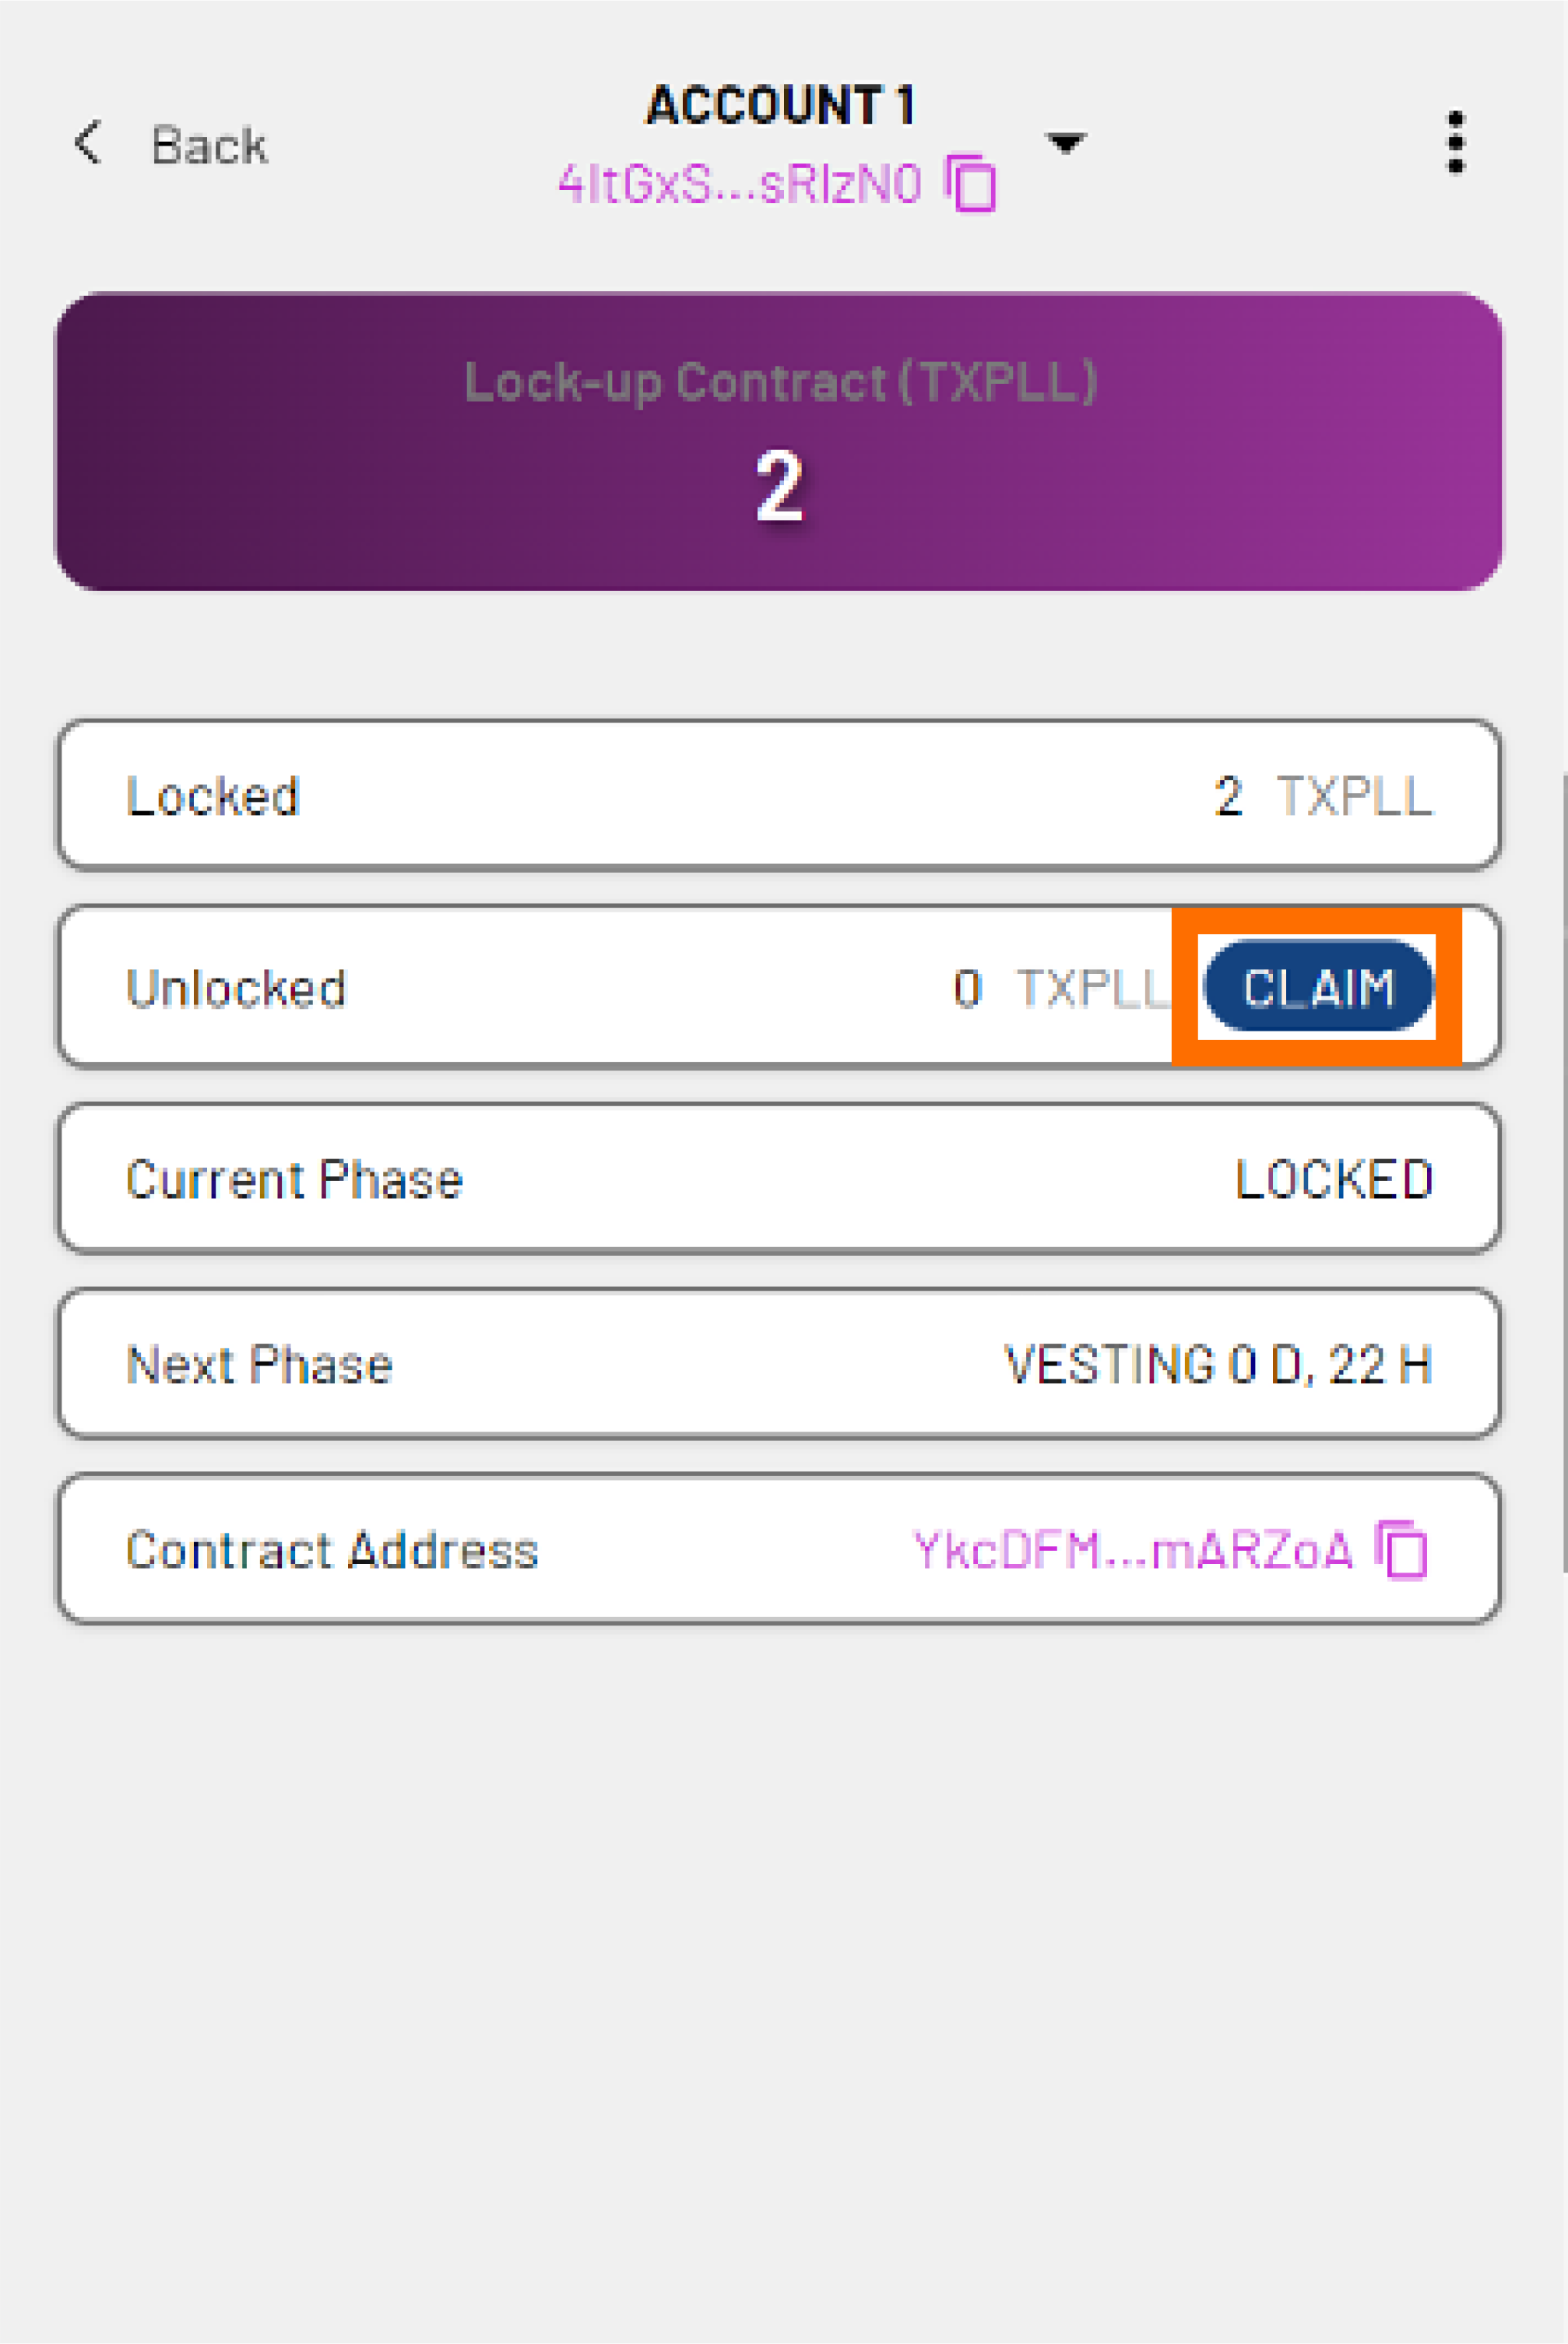 Back
ACCOUNT 1
4ItGxS...sRIzN0
Lock-up Contract (TXPLL)
2
Locked 2 TXPLL
Unlocked 0 TXPLL CLAIM
Current Phase LOCKED
Next Phase VESTING 0 D, 22 H
Contract Address YkcDFM...mARZoA